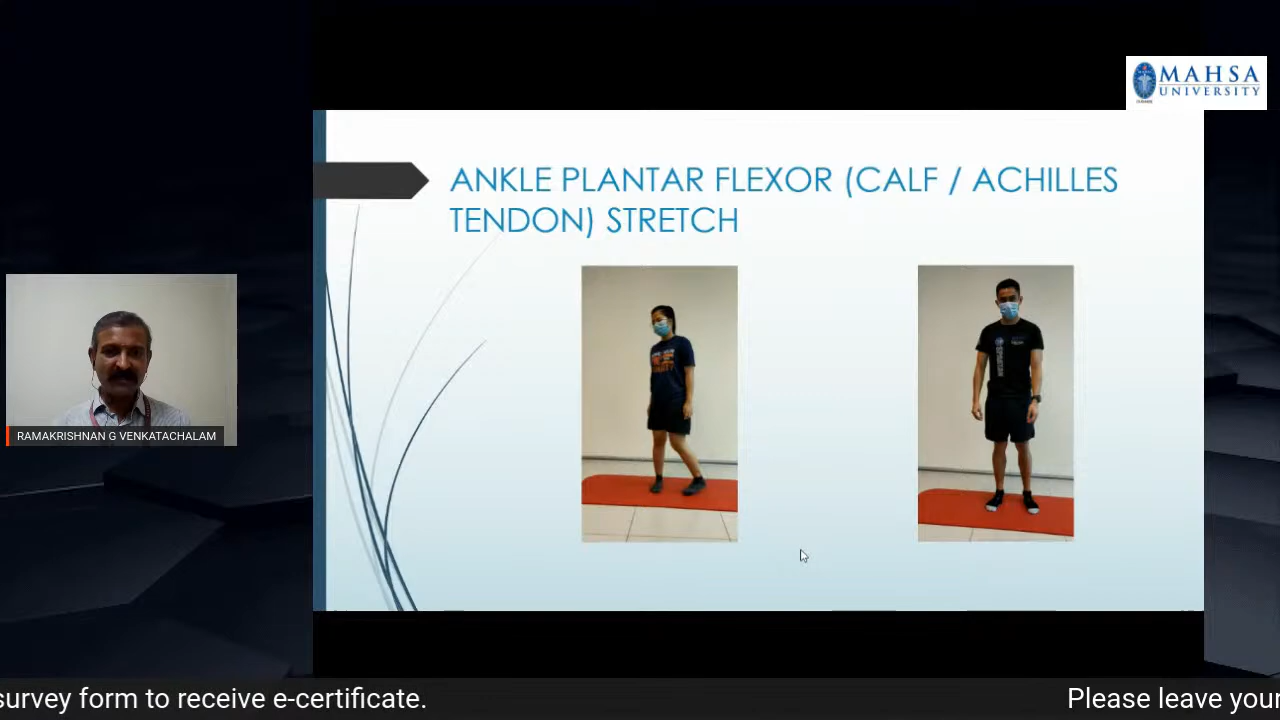 MAHSA
UNIVERSITY
ANKLE PLANTAR FLEXOR (CALF / ACHILLES
TENDON) STRETCH
RAMAKRISHNAN G VENKATACHALAM
survey form to receive e-certificate.
Please leave your